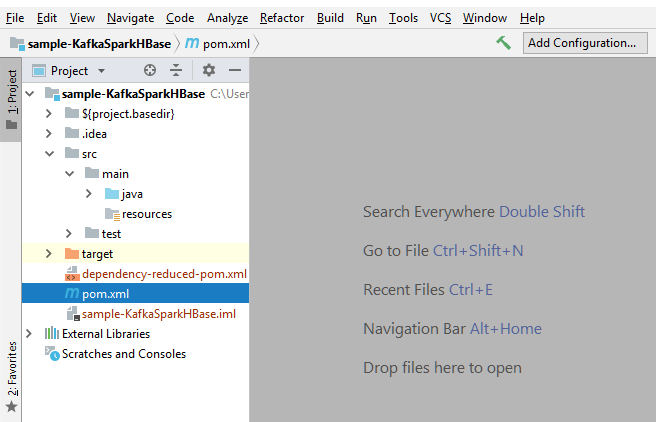 File Edit View Navigate Code Analyze Refactor Build Run Tools VCS Window Help
sample-KafkaSparkHBase pom.xml Add Configuration...
1: Project
Project
sample-KafkaSparkHBase C:\User
${project.basedir}
.idea
src
main
java
resources
test
target
dependency-reduced-pom.xml
pom.xml
sample-KafkaSparkHBase.iml
External Libraries
Scratches and Consoles
2: Favorites
Search Everywhere Double Shift
Go to File Ctrl+Shift+N
Recent Files Ctrl+E
Navigation Bar Alt+Home
Drop files here to open